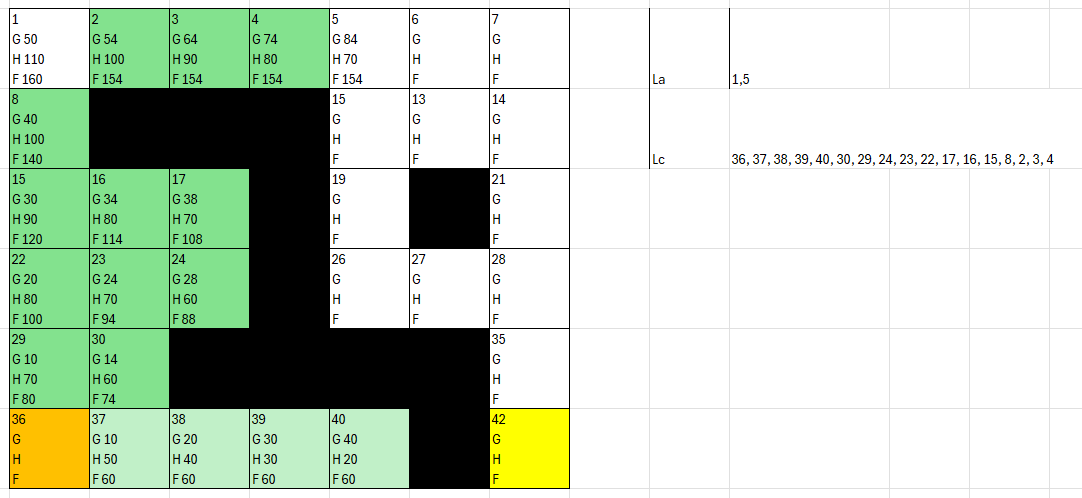 1 2 3 4 5 6 7
G 50 G 54 G 64 G 74 G 84 G G
H 110 H 100 H 90 H 80 H 70 H H
F 160 F 154 F 154 F 154 F 154 F F La 1,5
8 15 13 14
G 40 G G G
H 100 H H H
F 140 F F F Lc 36, 37, 38, 39, 40, 30, 29, 24, 23, 22, 17, 16, 15, 8, 2, 3, 4
15 16 17 19 21
G 30 G 34 G 38 G G
H 90 H 80 H 70 H H
F 120 F 114 F 108 F F
22 23 24 26 27 28
G 20 G 24 G 28 G G G
H 80 H 70 H 60 H H H
F 100 F 94 F 88 F F F
29 30 35
G 10 G 14 G
H 70 H 60 H
F 80 F 74 F
36 37 38 39 40 42
G G 10 G 20 G 30 G 40 G
H H 50 H 40 H 30 H 20 H
F F 60 F 60 F 60 F 60 F